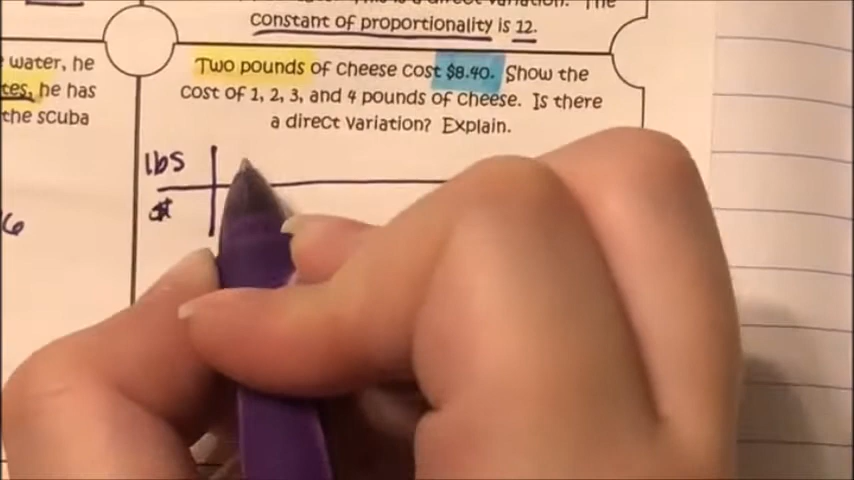 constant of proportionality is 12.
water, he
tes, he has
the scuba
Two pounds of cheese cost $8.40. Show the
cost of 1, 2, 3, and 4 pounds of cheese. Is there
a direct variation? Explain.
lbs
6